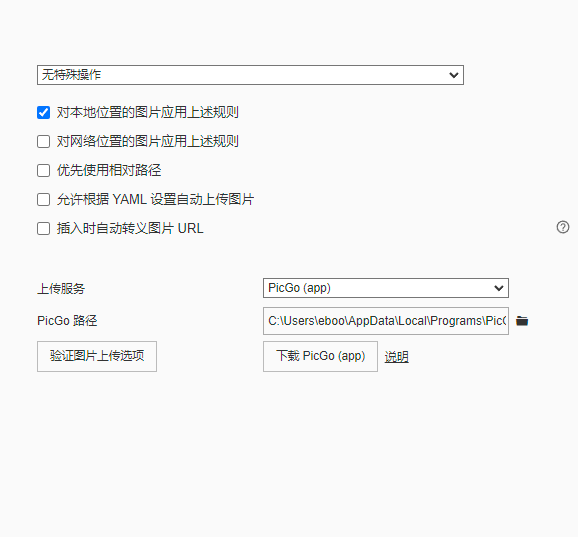 无特殊操作
对本地位置的图片应用上述规则
对网络位置的图片应用上述规则
优先使用相对路径
允许根据 YAML 设置自动上传图片
插入时自动转义图片 URL
上传服务 PicGo (app)
PicGo 路径 C:\Users\eboo\AppData\Local\Programs\PicG
验证图片上传选项 下载 PicGo (app) 说明